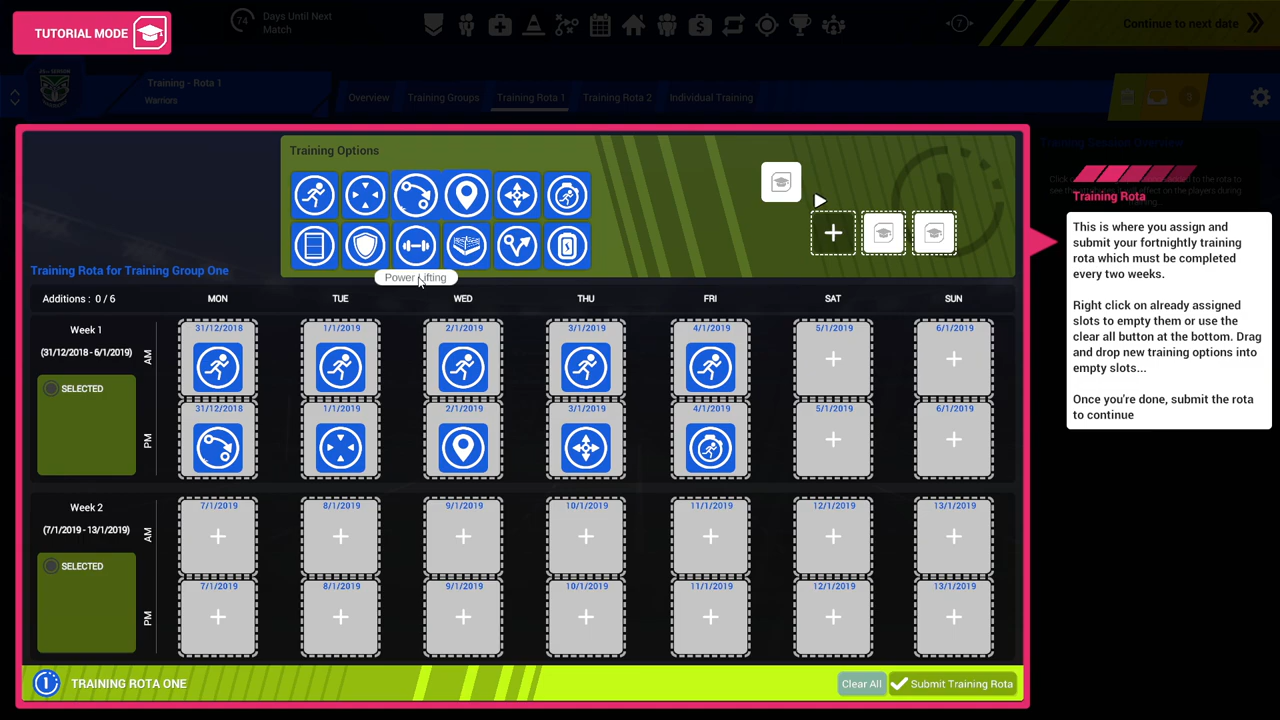 TUTORIAL MODE
74
Days Until Next
Match
7
Continue to next date
Training - Rota 1
Warriors
Overview
Training Groups
Training Rota 1
Training Rota 2
Individual Training
3
Training Options
Training Rota for Training Group One
Power Lifting
Additions : 0 / 6
MON
TUE
WED
THU
FRI
SAT
SUN
Week 1
(31/12/2018 - 6/1/2019)
SELECTED
AM
31/12/2018
1/1/2019
2/1/2019
3/1/2019
4/1/2019
5/1/2019
6/1/2019
PM
31/12/2018
1/1/2019
2/1/2019
3/1/2019
4/1/2019
5/1/2019
6/1/2019
Week 2
(7/1/2019 - 13/1/2019)
SELECTED
AM
7/1/2019
8/1/2019
9/1/2019
10/1/2019
11/1/2019
12/1/2019
13/1/2019
PM
7/1/2019
8/1/2019
9/1/2019
10/1/2019
11/1/2019
12/1/2019
13/1/2019
1
TRAINING ROTA ONE
Clear All
Submit Training Rota
Training Session Overview
Training Rota
This is where you assign and
submit your fortnightly training
rota which must be completed
every two weeks.
Right click on already assigned
slots to empty them or use the
clear all button at the bottom. Drag
and drop new training options into
empty slots...
Once you're done, submit the rota
to continue